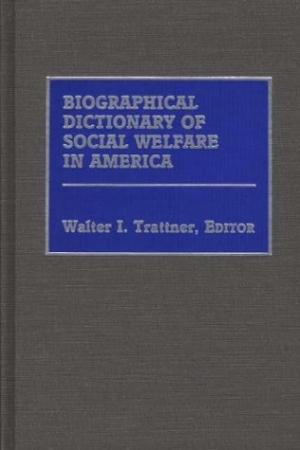 BIOGRAPHICAL
DICTIONARY OF
SOCIAL WELFARE
IN AMERICA
Walter I. Trattner, EDITOR